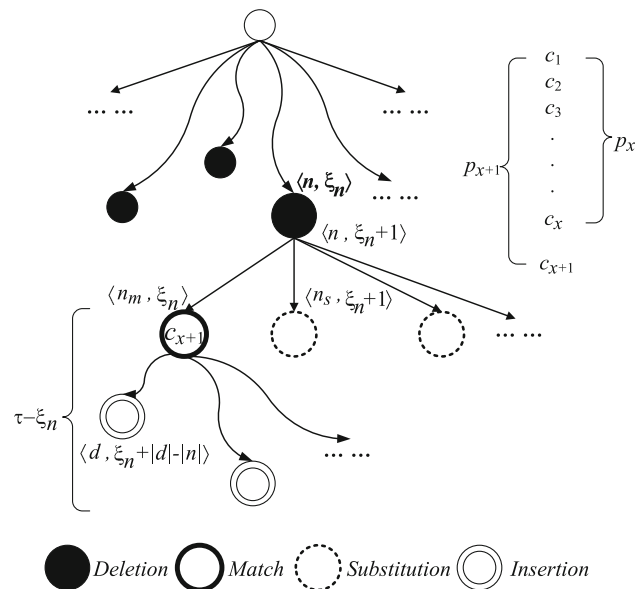 ... ...
... ...
⟨n, ξn⟩
... ...
⟨n , ξn+1⟩
⟨nm , ξn⟩
⟨ns , ξn+1⟩
cx+1
... ...
τ−ξn
⟨d , ξn+|d|-|n|⟩
... ...
c1
c2
c3
.
.
.
cx
cx+1
px
px+1
Deletion
Match
Substitution
Insertion